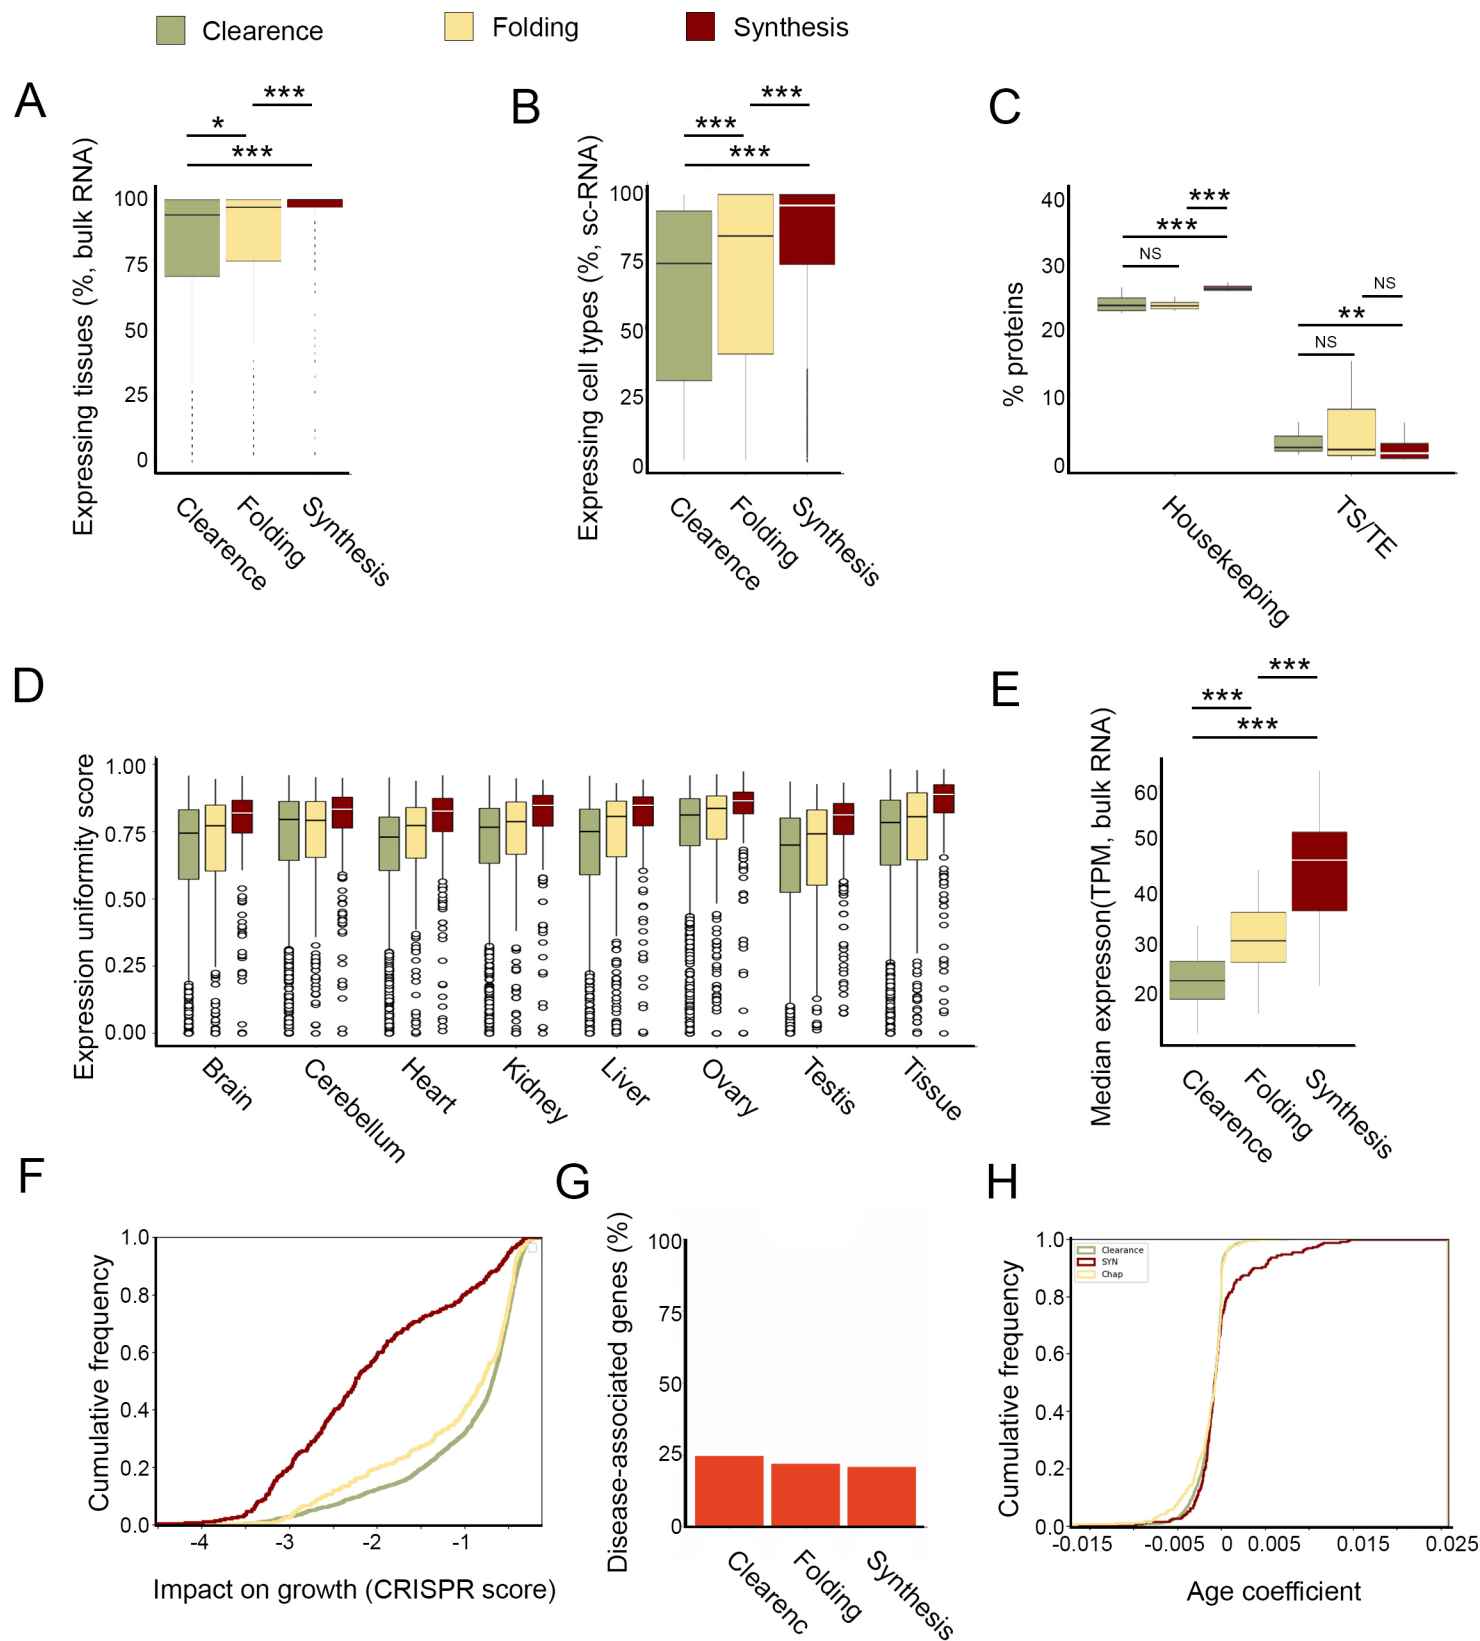 Clearence Folding Synthesis
A
Expressing tissues (%, bulk RNA)
***
*
***
100
75
50
25
0
Clearence
Folding
Synthesis
B
Expressing cell types (%, sc-RNA)
***
***
***
100
75
50
25
0
Clearence
Folding
Synthesis
C
% proteins
40
30
20
10
0
***
***
NS
NS
**
NS
Housekeeping
TS/TE
D
Expression uniformity score
1.00
0.75
0.50
0.25
0.00
Brain
Cerebellum
Heart
Kidney
Liver
Ovary
Testis
Tissue
E
Median expresson(TPM, bulk RNA)
***
***
***
60
50
40
30
20
Clearence
Folding
Synthesis
F
Cumulative frequency
1.0
0.8
0.6
0.4
0.2
0.0
-4 -3 -2 -1
Impact on growth (CRISPR score)
G
Disease-associated genes (%)
100
75
50
25
0
Clearenc
Folding
Synthesis
H
Cumulative frequency
1.0
0.8
0.6
0.4
0.2
0.0
Clearance
SYN
Chap
-0.015 -0.005 0 0.005 0.015 0.025
Age coefficient